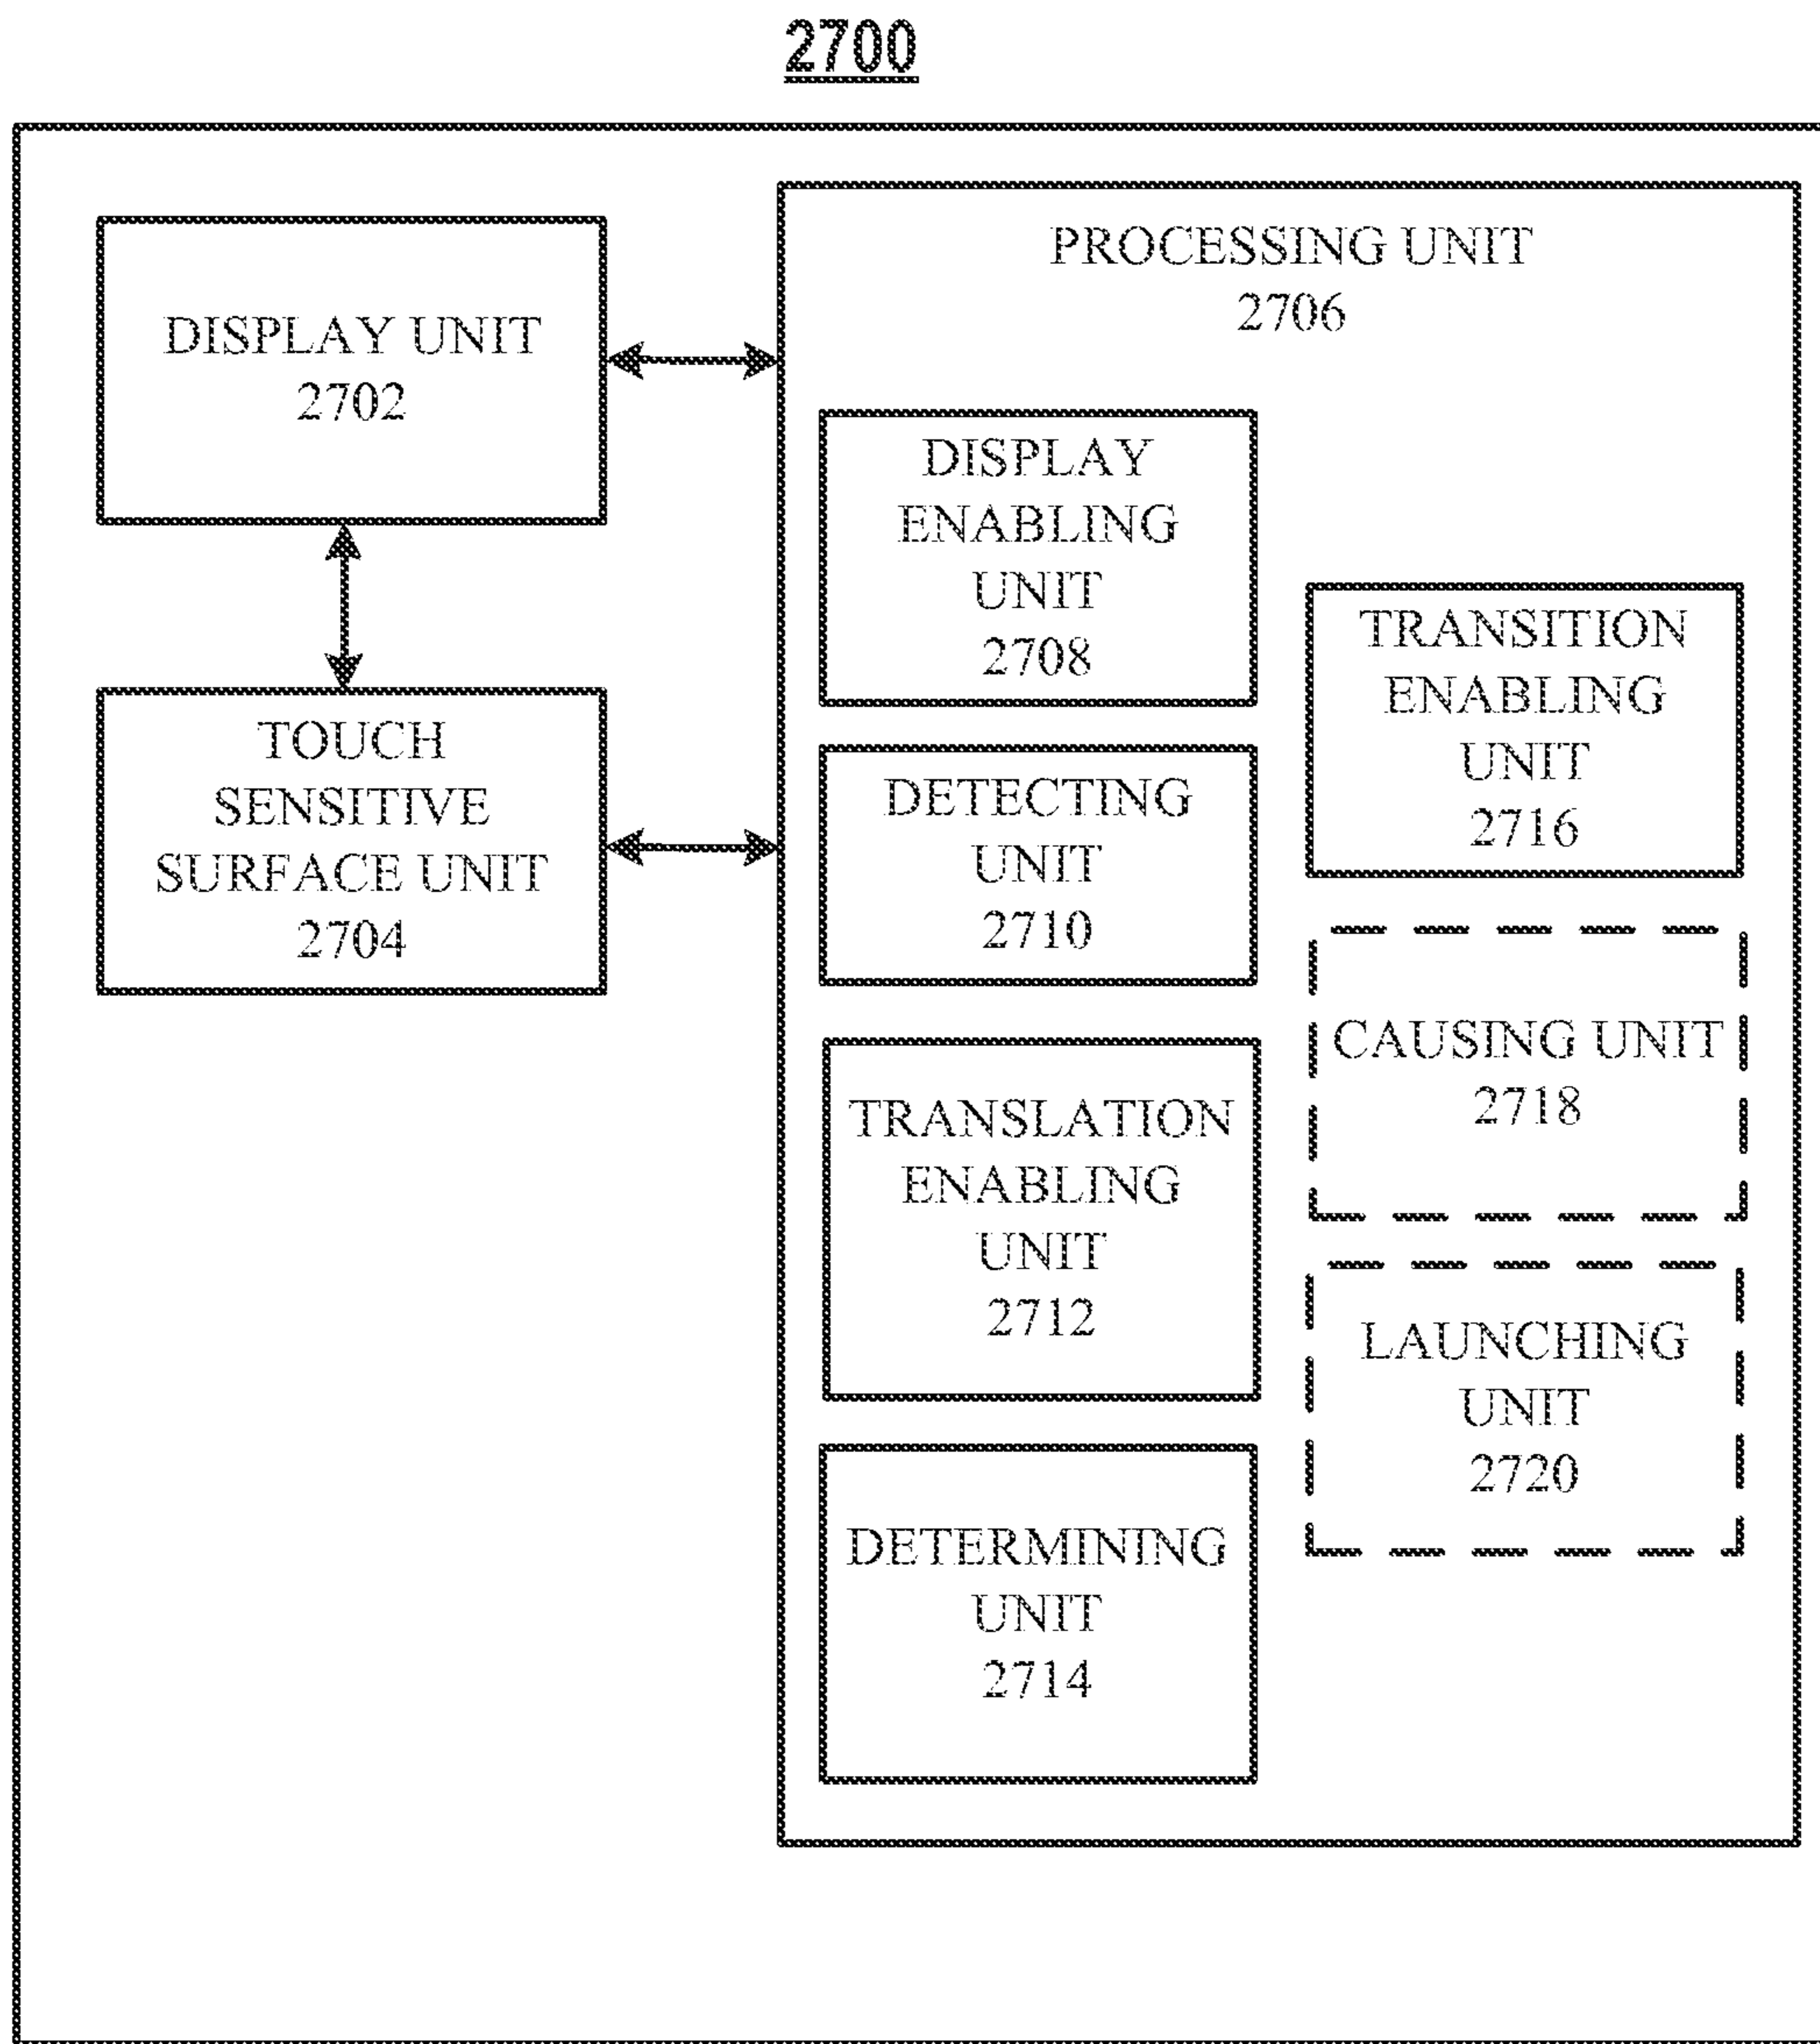 2700
DISPLAY UNIT
2702
TOUCH
SENSITIVE
SURFACE UNIT
2704
PROCESSING UNIT
2706
DISPLAY
ENABLING
UNIT
2708
DETECTING
UNIT
2710
TRANSLATION
ENABLING
UNIT
2712
DETERMINING
UNIT
2714
TRANSITION
ENABLING
UNIT
2716
CAUSING UNIT
2718
LAUNCHING
UNIT
2720